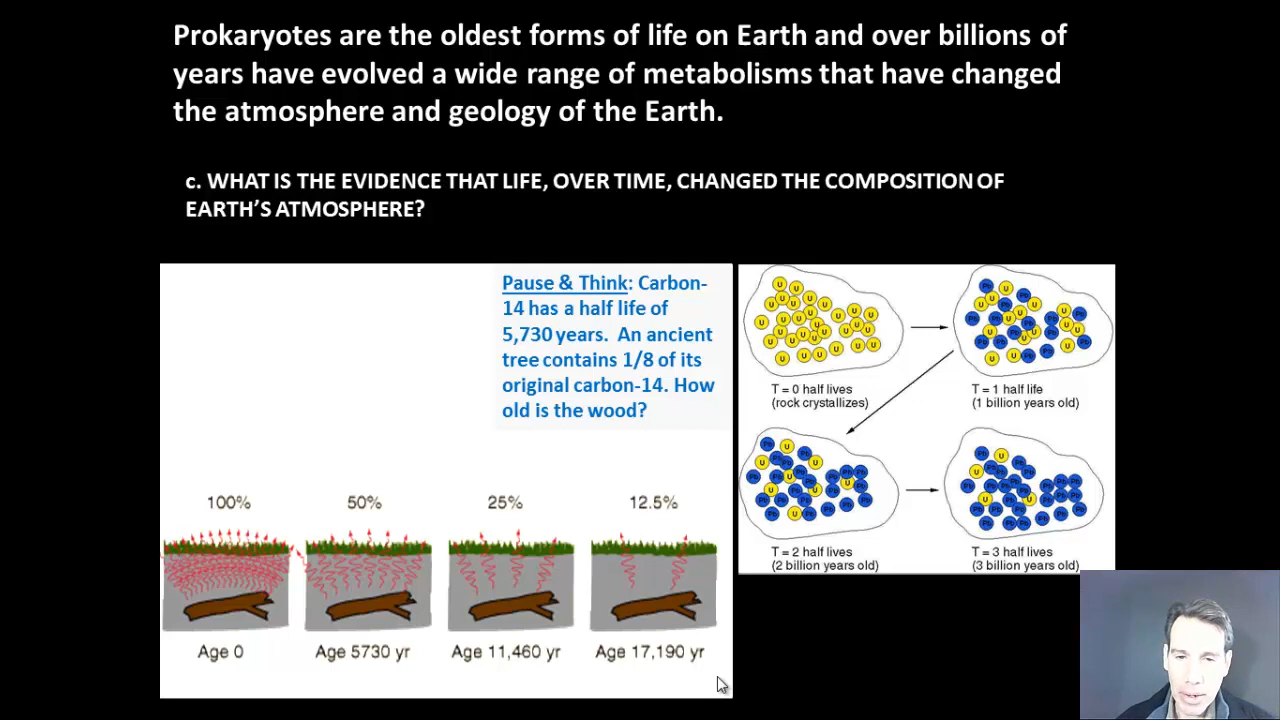 Prokaryotes are the oldest forms of life on Earth and over billions of
years have evolved a wide range of metabolisms that have changed
the atmosphere and geology of the Earth.
c. WHAT IS THE EVIDENCE THAT LIFE, OVER TIME, CHANGED THE COMPOSITION OF
EARTH'S ATMOSPHERE?
Pause & Think: Carbon-
14 has a half life of
5,730 years. An ancient
tree contains 1/8 of its
original carbon-14. How
old is the wood?
100% 50% 25% 12.5%
Age 0 Age 5730 yr Age 11,460 yr Age 17,190 yr
T = 0 half lives
(rock crystallizes)
T = 1 half life
(1 billion years old)
T = 2 half lives
(2 billion years old)
T = 3 half lives
(3 billion years old)